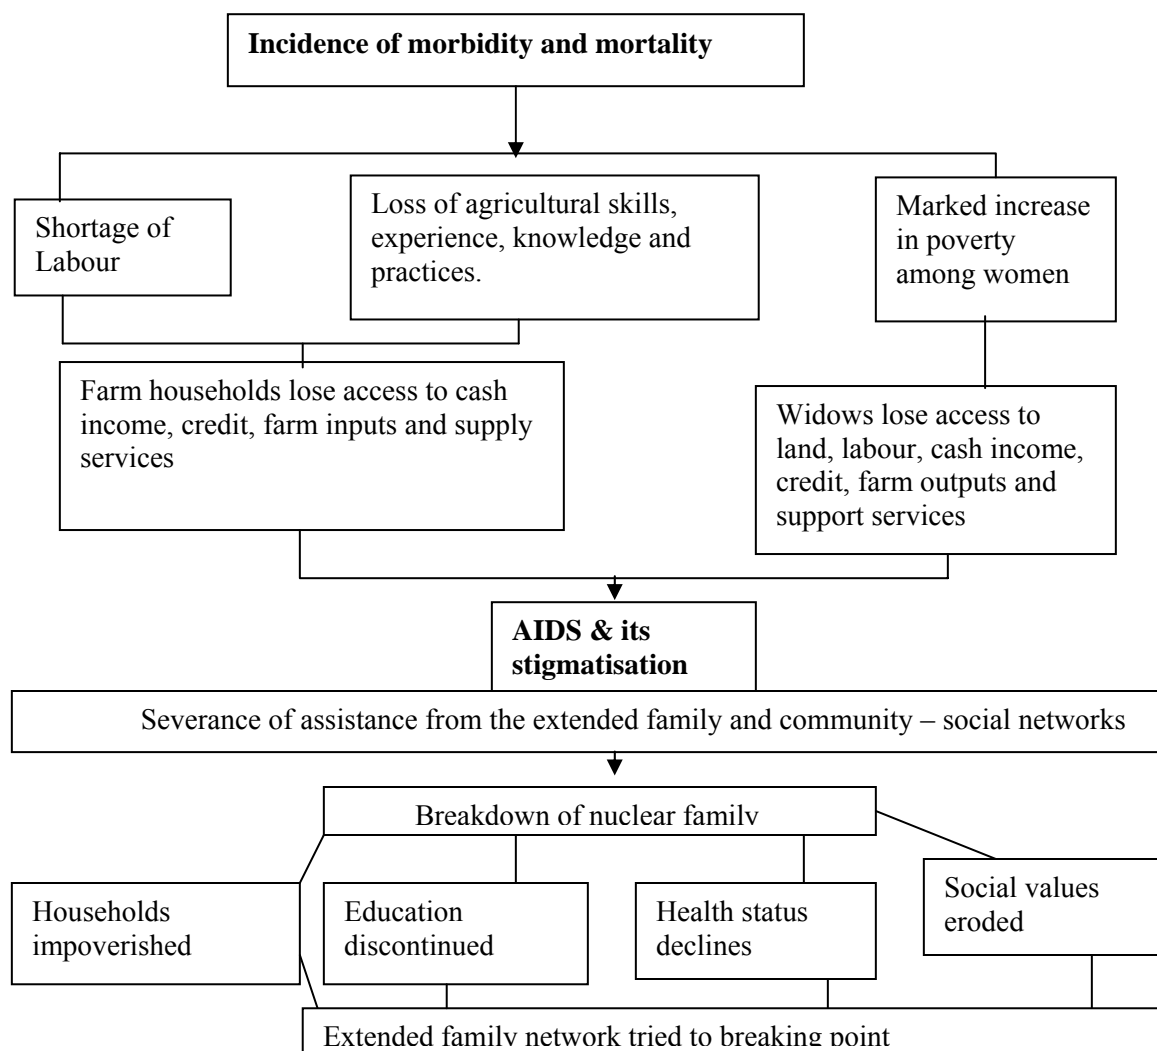 Incidence of morbidity and mortality
Shortage of
Labour
Loss of agricultural skills,
experience, knowledge and
practices.
Marked increase
in poverty
among women
Farm households lose access to cash
income, credit, farm inputs and supply
services
Widows lose access to
land, labour, cash income,
credit, farm outputs and
support services
AIDS & its
stigmatisation
Severance of assistance from the extended family and community – social networks
Breakdown of nuclear family
Households
impoverished
Education
discontinued
Health status
declines
Social values
eroded
Extended family network tried to breaking point